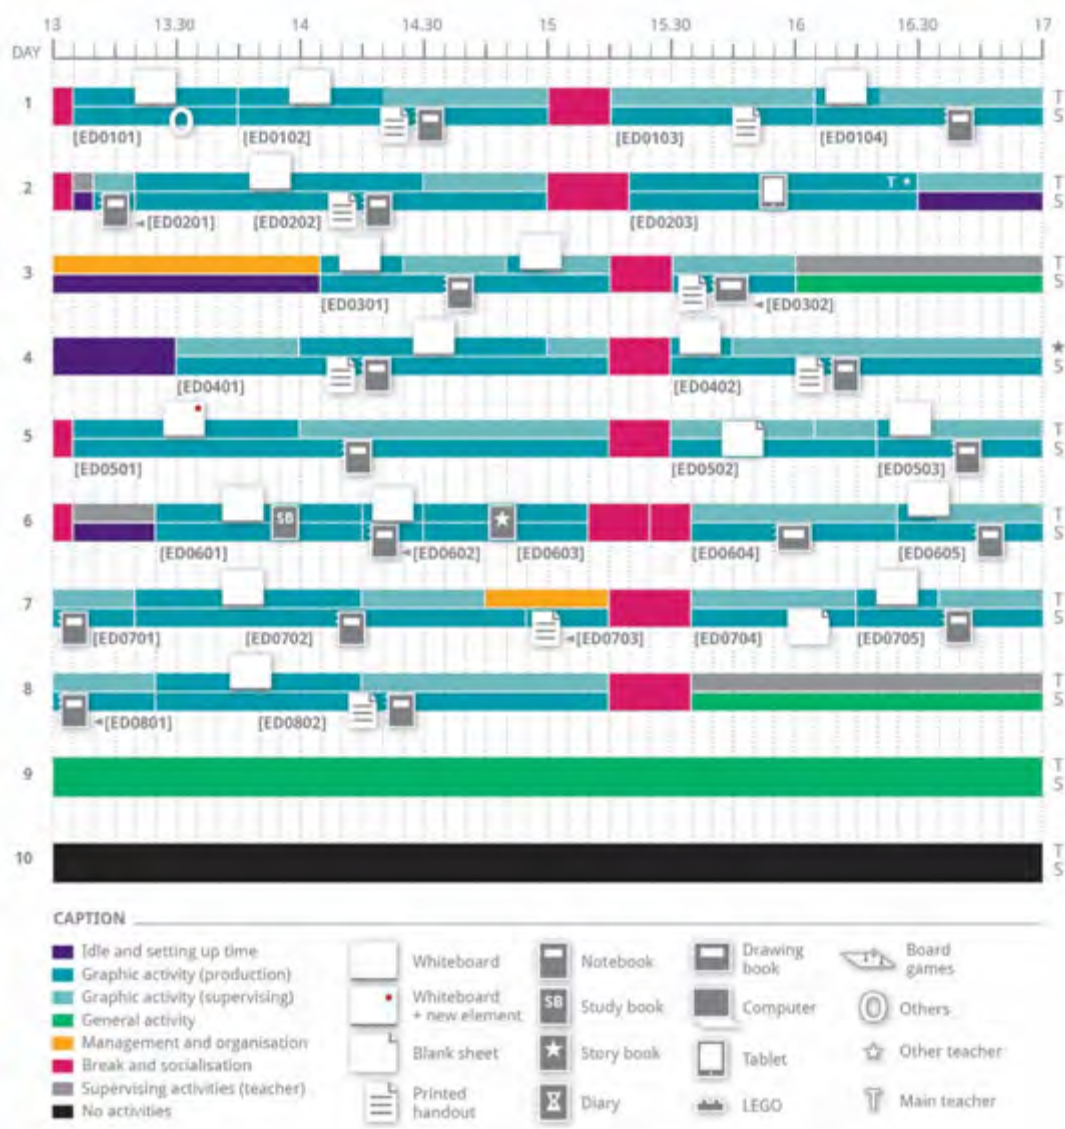 13 13.30 14 14.30 15 15.30 16 16.30 17
DAY
1 T
S
[ED0101] [ED0102] [ED0103] [ED0104]
2 T T
S
[ED0201] [ED0202] [ED0203]
3 T
S
[ED0301] [ED0302]
4 ★
S
[ED0401] [ED0402]
5 T
S
[ED0501] [ED0502] [ED0503]
6 SB T
S
[ED0601] [ED0602] [ED0603] [ED0604] [ED0605]
7 T
S
[ED0701] [ED0702] [ED0703] [ED0704] [ED0705]
8 T
S
[ED0801] [ED0802]
9 T
S
10 T
S
CAPTION
Idle and setting up time
Graphic activity (production)
Graphic activity (supervising)
General activity
Management and organisation
Break and socialisation
Supervising activities (teacher)
No activities
Whiteboard
Whiteboard
+ new element
Blank sheet
Printed
handout
Notebook
SB Study book
Story book
Diary
Drawing
book
Computer
Tablet
LEGO
Board
games
Others
Other teacher
T Main teacher